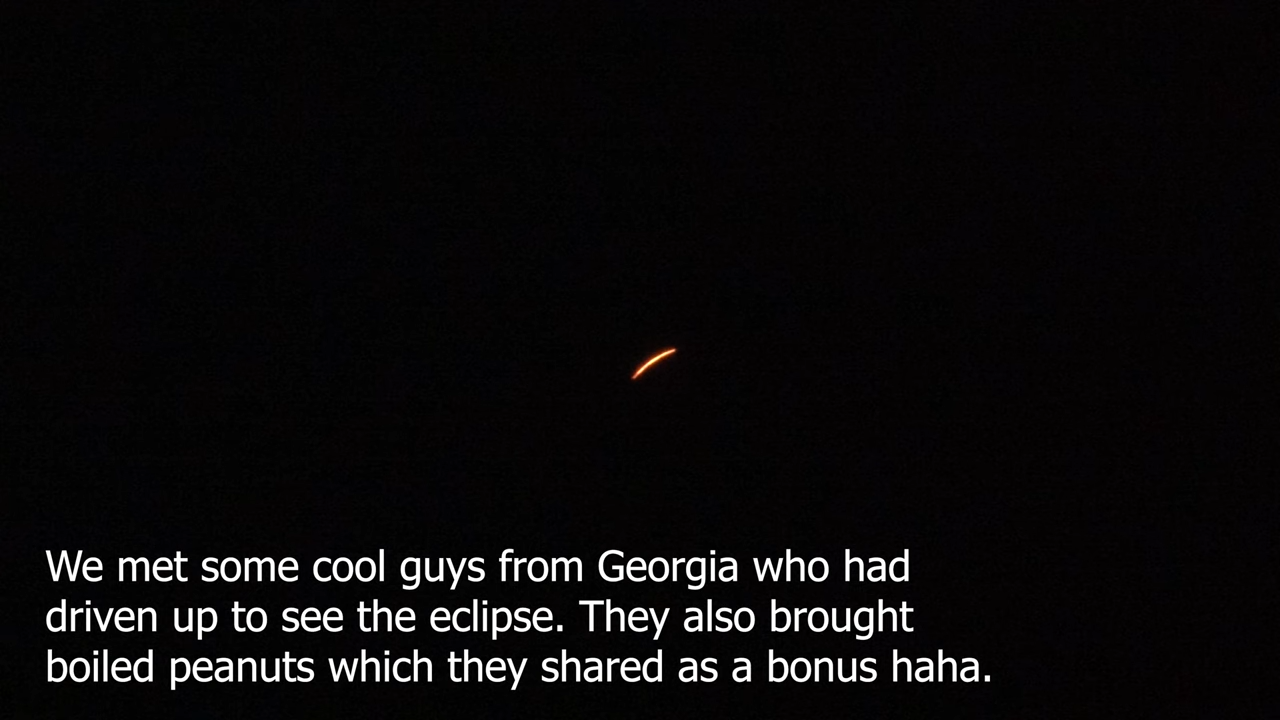 We met some cool guys from Georgia who had
driven up to see the eclipse. They also brought
boiled peanuts which they shared as a bonus haha.